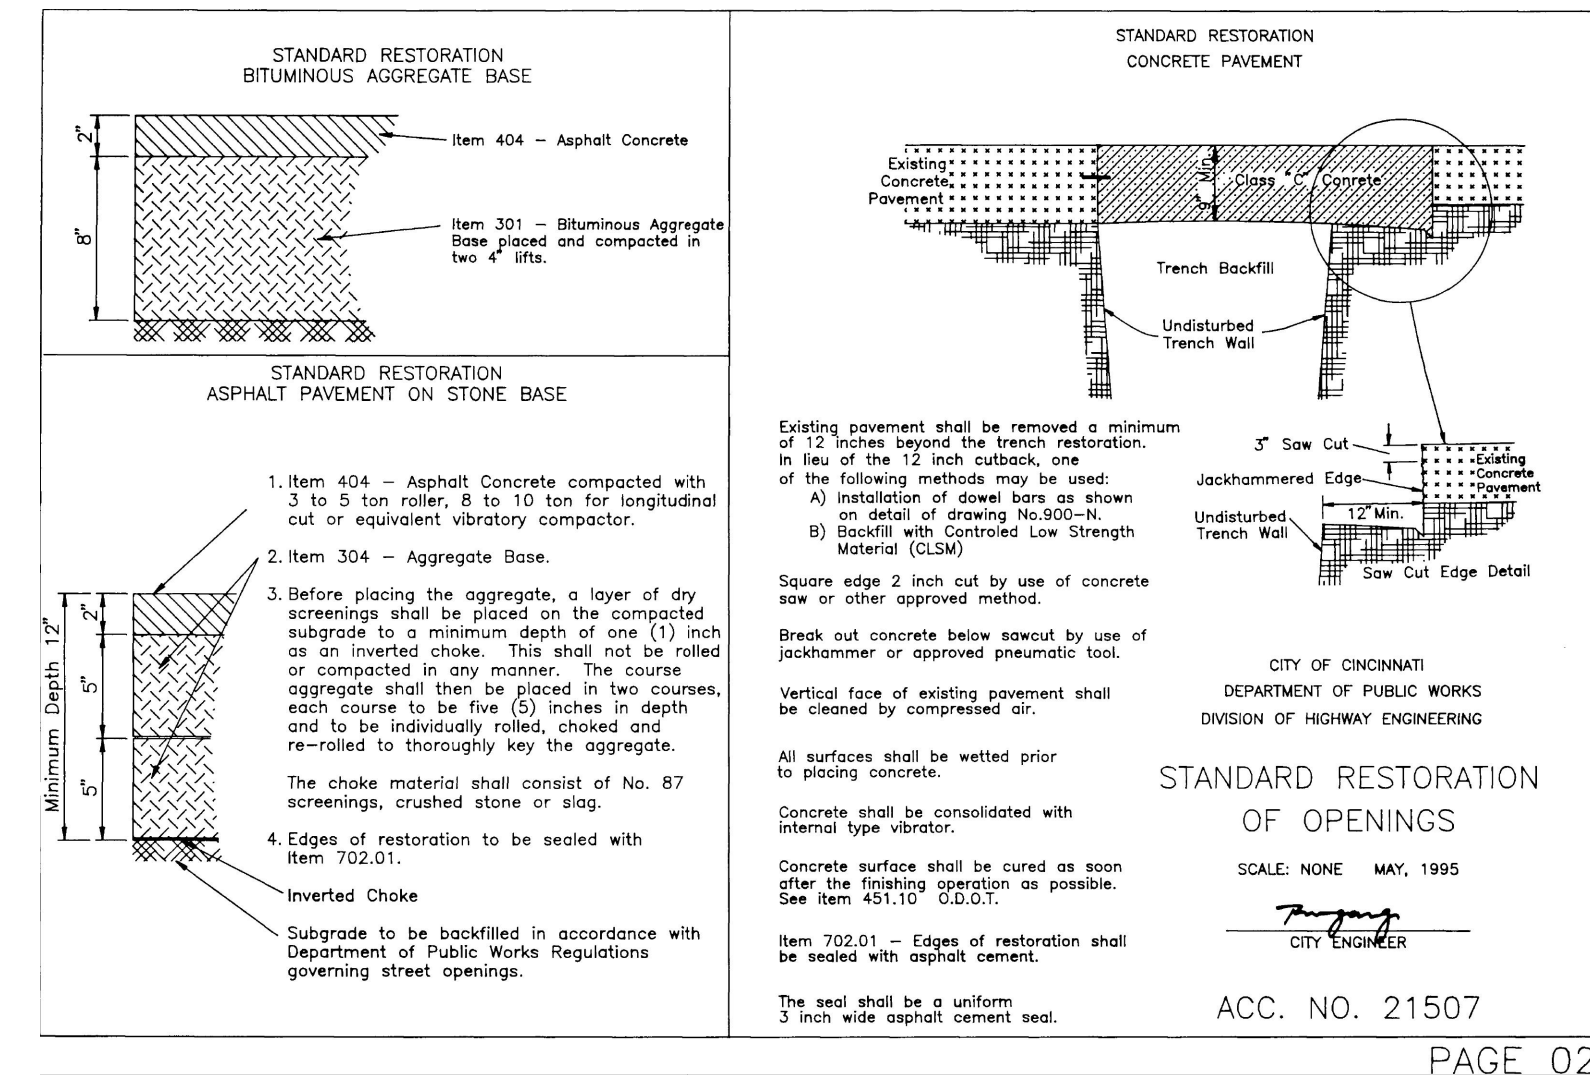 STANDARD RESTORATION
BITUMINOUS AGGREGATE BASE
2"
Item 404 – Asphalt Concrete
8"
Item 301 – Bituminous Aggregate
Base placed and compacted in
two 4" lifts.
STANDARD RESTORATION
ASPHALT PAVEMENT ON STONE BASE
1. Item 404 – Asphalt Concrete compacted with
3 to 5 ton roller, 8 to 10 ton for longitudinal
cut or equivalent vibratory compactor.
2. Item 304 – Aggregate Base.
3. Before placing the aggregate, a layer of dry
screenings shall be placed on the compacted
subgrade to a minimum depth of one (1) inch
as an inverted choke. This shall not be rolled
or compacted in any manner. The course
aggregate shall then be placed in two courses,
each course to be five (5) inches in depth
and to be individually rolled, choked and
re-rolled to thoroughly key the aggregate.
The choke material shall consist of No. 87
screenings, crushed stone or slag.
4. Edges of restoration to be sealed with
Item 702.01.
Inverted Choke
Subgrade to be backfilled in accordance with
Department of Public Works Regulations
governing street openings.
Minimum Depth 12"
2"
5"
5"
STANDARD RESTORATION
CONCRETE PAVEMENT
Existing
Concrete
Pavement
9" Min.
Class "C" Conrete
Trench Backfill
Undisturbed
Trench Wall
Existing pavement shall be removed a minimum
of 12 inches beyond the trench restoration.
In lieu of the 12 inch cutback, one
of the following methods may be used:
A) Installation of dowel bars as shown
on detail of drawing No.900–N.
B) Backfill with Controled Low Strength
Material (CLSM)
Square edge 2 inch cut by use of concrete
saw or other approved method.
Break out concrete below sawcut by use of
jackhammer or approved pneumatic tool.
Vertical face of existing pavement shall
be cleaned by compressed air.
All surfaces shall be wetted prior
to placing concrete.
Concrete shall be consolidated with
internal type vibrator.
Concrete surface shall be cured as soon
after the finishing operation as possible.
See item 451.10 O.D.O.T.
Item 702.01 – Edges of restoration shall
be sealed with asphalt cement.
The seal shall be a uniform
3 inch wide asphalt cement seal.
3" Saw Cut
Existing
Concrete
Pavement
Jackhammered Edge
12" Min.
Undisturbed
Trench Wall
Saw Cut Edge Detail
CITY OF CINCINNATI
DEPARTMENT OF PUBLIC WORKS
DIVISION OF HIGHWAY ENGINEERING
STANDARD RESTORATION
OF OPENINGS
SCALE: NONE MAY, 1995
CITY ENGINEER
ACC. NO. 21507
PAGE 02